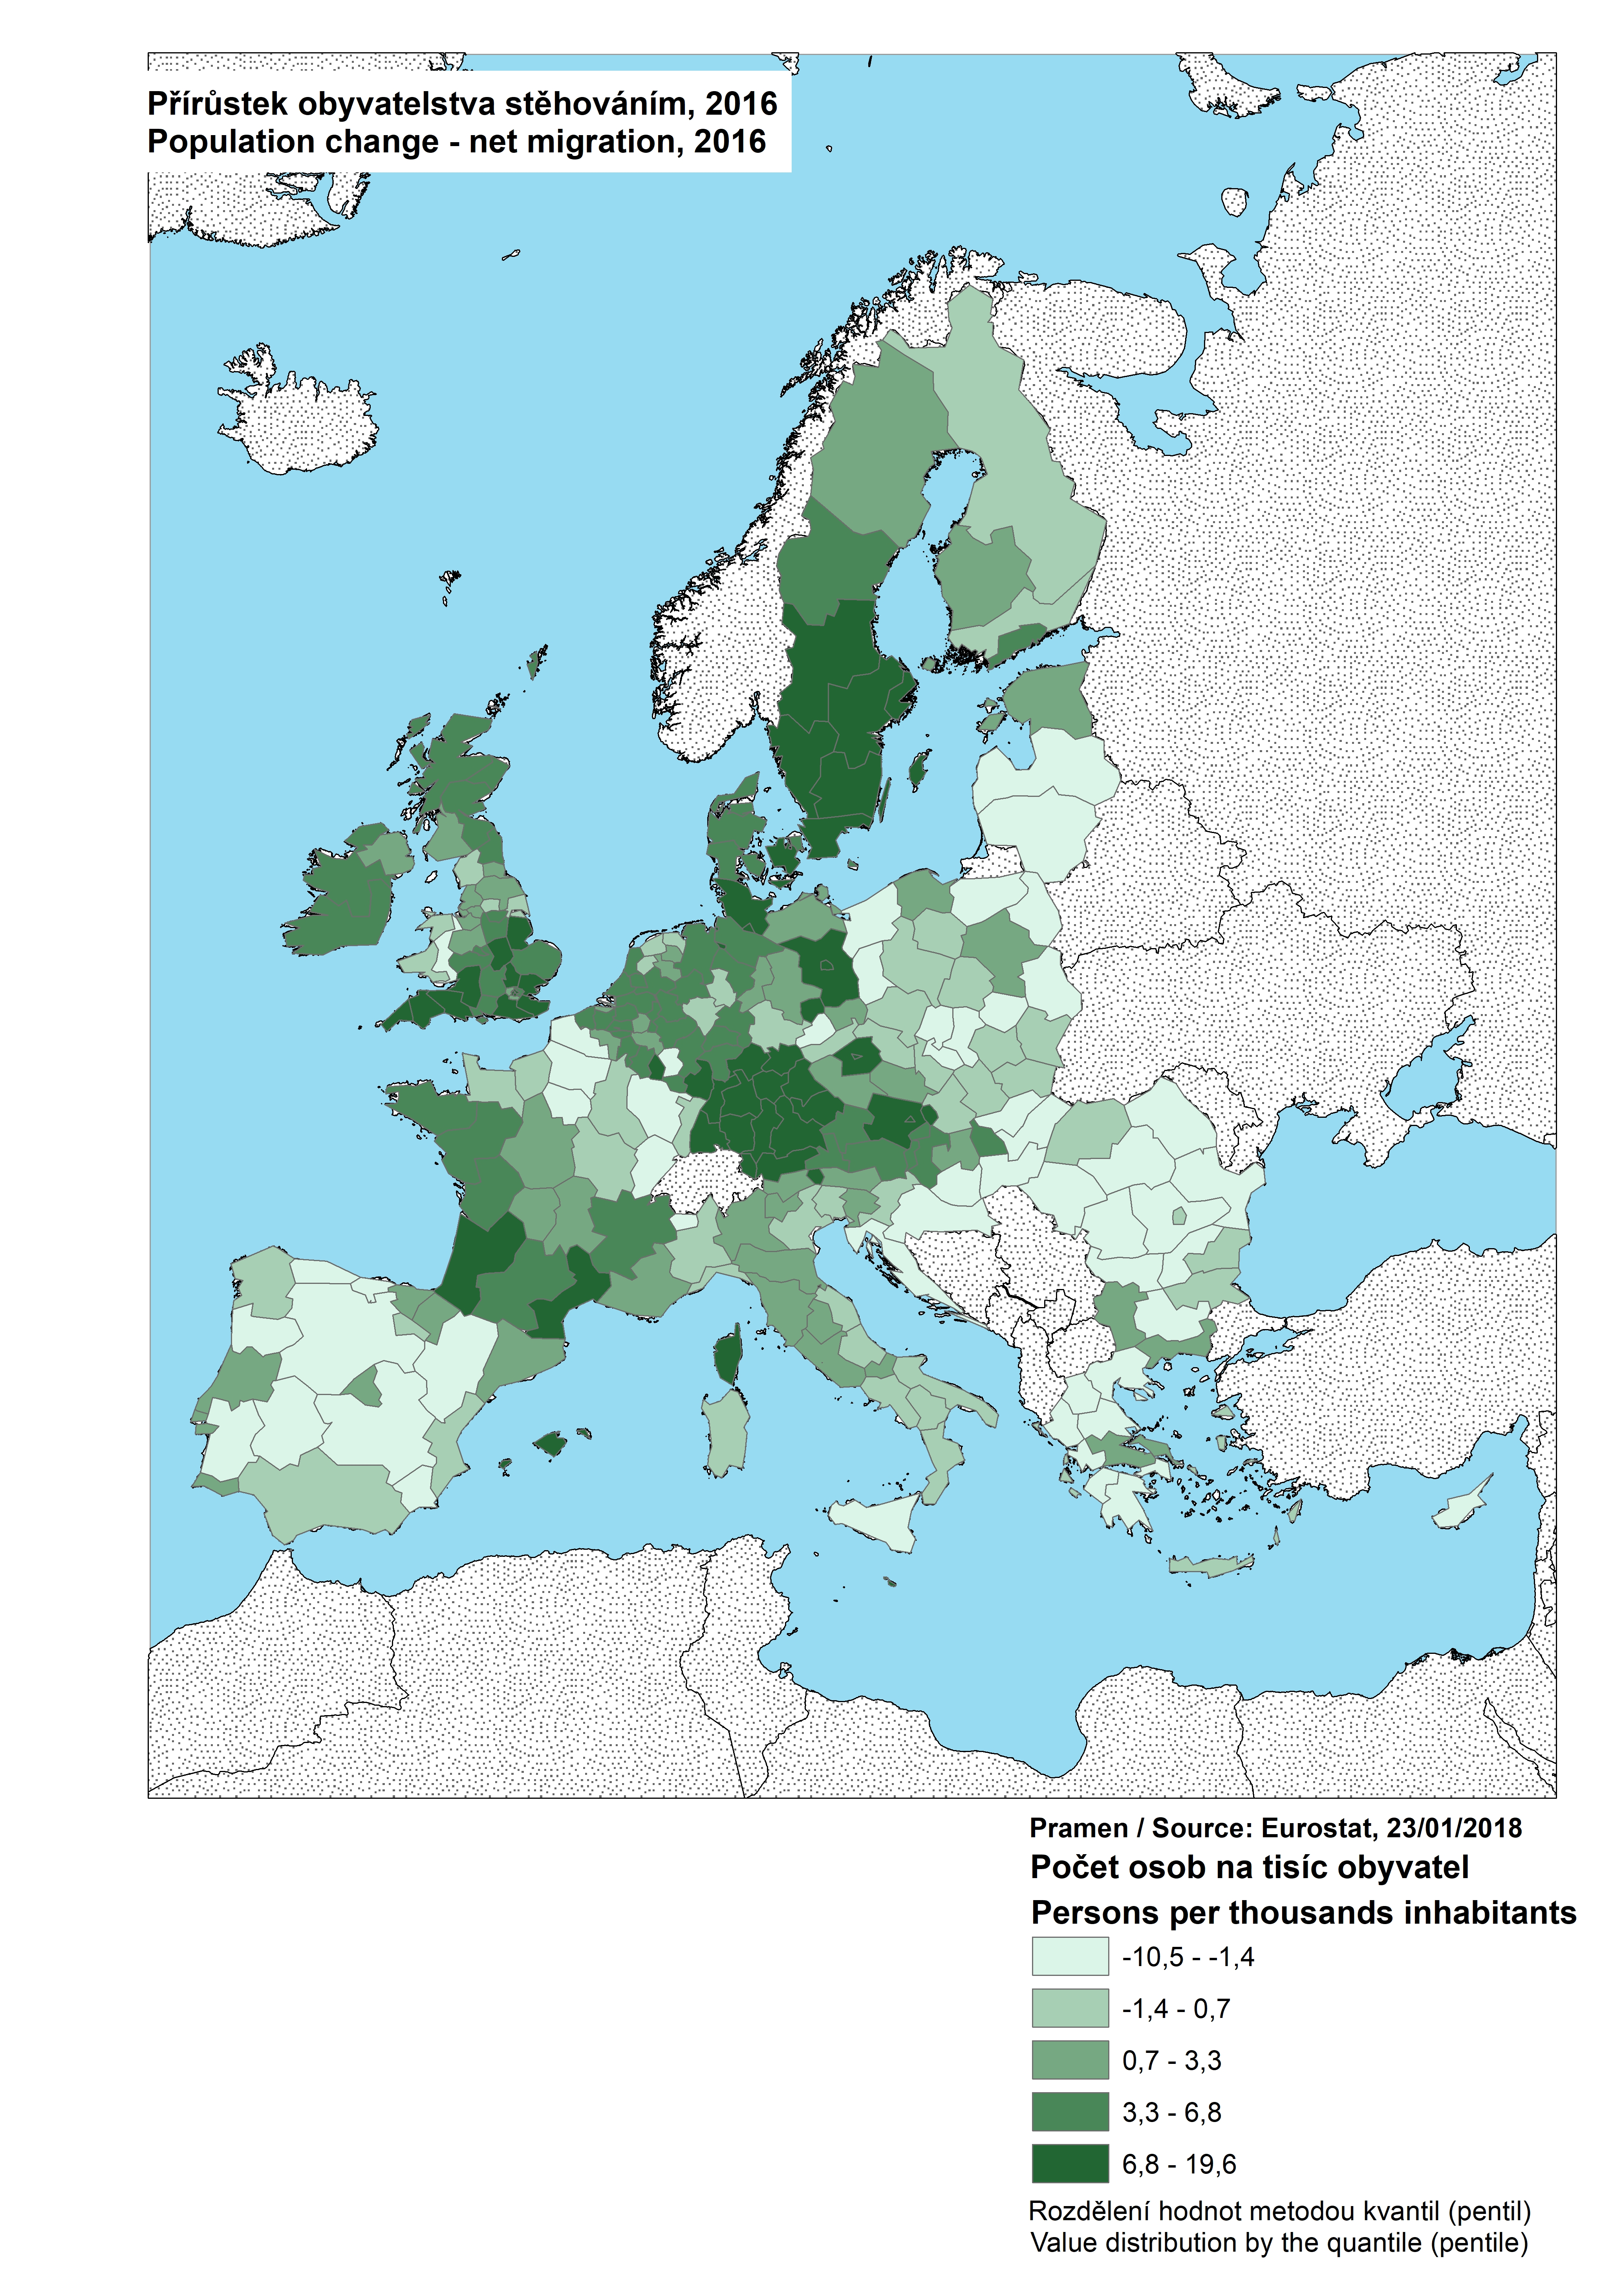 Přírůstek obyvatelstva stěhováním, 2016
Population change - net migration, 2016
Pramen / Source: Eurostat, 23/01/2018
Počet osob na tisíc obyvatel
Persons per thousands inhabitants
-10,5 - -1,4
-1,4 - 0,7
0,7 - 3,3
3,3 - 6,8
6,8 - 19,6
Rozdělení hodnot metodou kvantil (pentil)
Value distribution by the quantile (pentile)